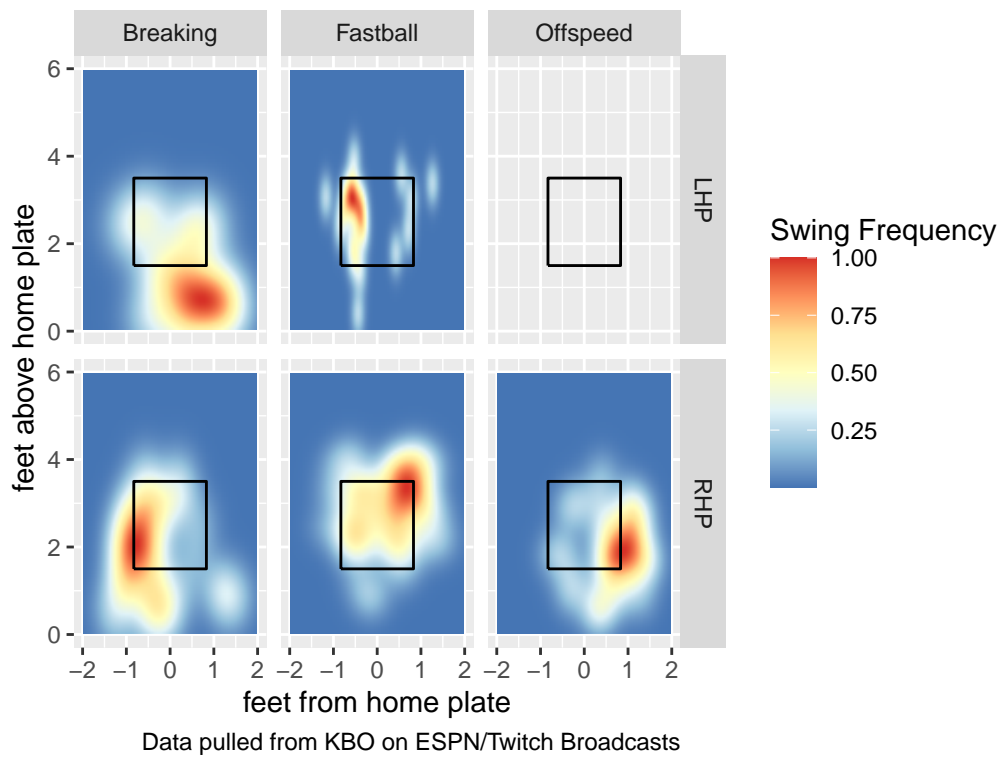 Breaking Fastball Offspeed
6
4
2
0
LHP
6
4
2
0
RHP
−2 −1 0 1 2 −2 −1 0 1 2 −2 −1 0 1 2
feet from home plate
feet above home plate
Data pulled from KBO on ESPN/Twitch Broadcasts
Swing Frequency
1.00
0.75
0.50
0.25